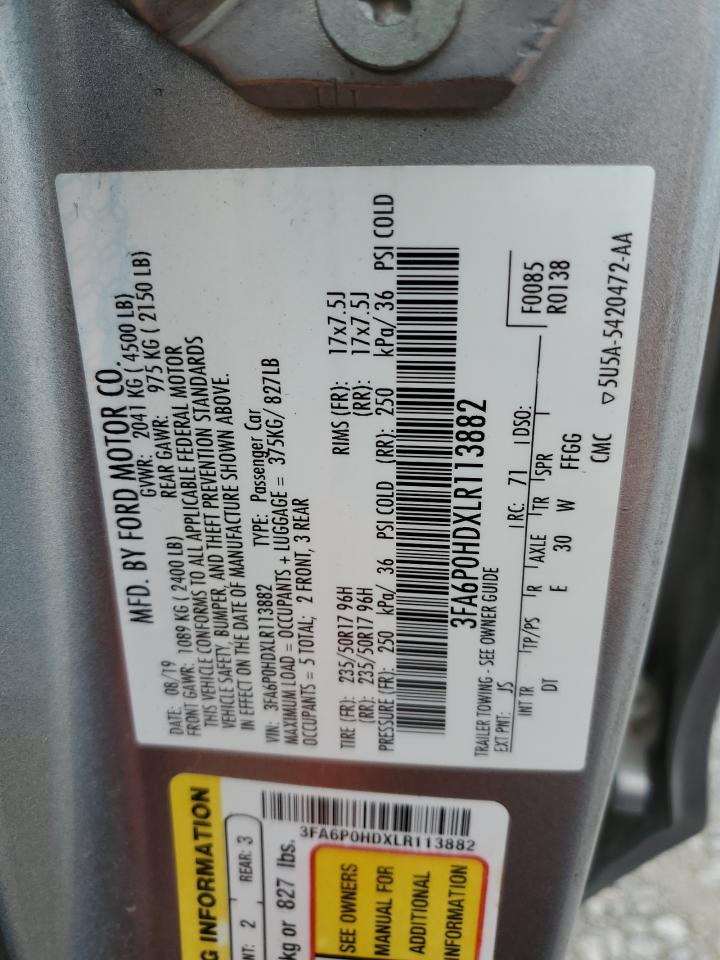 MFD. BY FORD MOTOR CO.
DATE: 08/19 GVWR: 2041 KG ( 4500 LB)
FRONT GAWR: 1089 KG ( 2400 LB) REAR GAWR: 975 KG ( 2150 LB)
THIS VEHICLE CONFORMS TO ALL APPLICABLE FEDERAL MOTOR
VEHICLE SAFETY, BUMPER, AND THEFT PREVENTION STANDARDS
IN EFFECT ON THE DATE OF MANUFACTURE SHOWN ABOVE.
VIN: 3FA6P0HDXLR113882 TYPE: Passenger Car
MAXIMUM LOAD = OCCUPANTS + LUGGAGE = 375KG/ 827LB
OCCUPANTS = 5 TOTAL; 2 FRONT, 3 REAR
TIRE (FR): 235/50R17 96H RIMS (FR): 17x7.5J
(RR): 235/50R17 96H (RR): 17x7.5J
PRESSURE (FR): 250 kPa/ 36 PSI COLD (RR): 250 kPa/ 36 PSI COLD
3FA6P0HDXLR113882
TRAILER TOWING - SEE OWNER GUIDE
EXT PNT: JS RC: 71 DSO: F0085
R0138
INT TR TP/PS R AXLE TR SPR
DT E 30 W FFGG
CMC ▽5U5A-5420472-AA
G INFORMATION
NT: 2 REAR: 3
kg or 827 lbs.
3FA6P0HDXLR113882
SEE OWNERS
MANUAL FOR
ADDITIONAL
INFORMATION